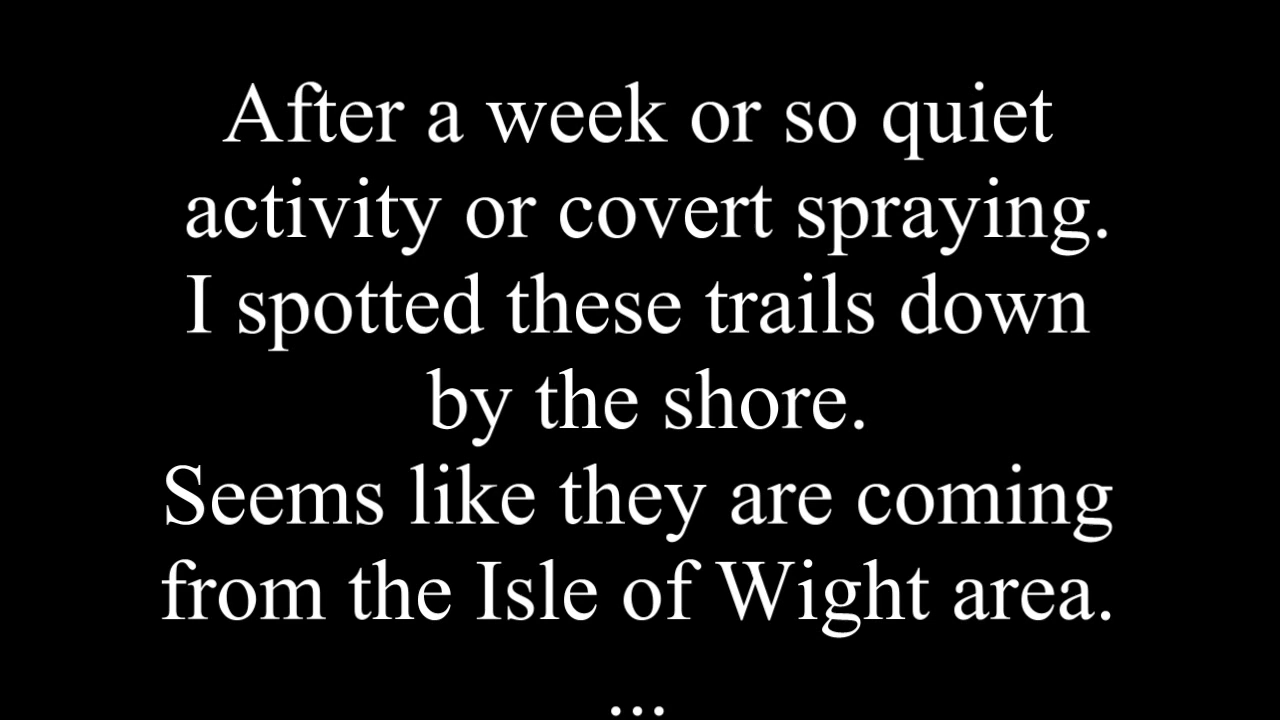 After a week or so quiet
activity or covert spraying.
I spotted these trails down
by the shore.
Seems like they are coming
from the Isle of Wight area.
...